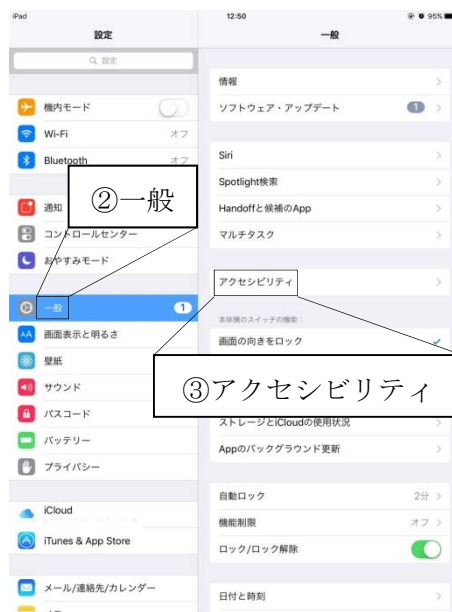 iPad
12:50
95%
設定
一般
設定
機内モード
Wi-Fi オフ
Bluetooth オフ
通知
コントロールセンター
おやすみモード
一般 1
画面表示と明るさ
壁紙
サウンド
パスコード
バッテリー
プライバシー
iCloud
iTunes & App Store
メール/連絡先/カレンダー
②一般
情報
ソフトウェア・アップデート 1
Siri
Spotlight検索
Handoffと候補のApp
マルチタスク
アクセシビリティ
本体横のスイッチの機能：
画面の向きをロック
③アクセシビリティ
ストレージとiCloudの使用状況
Appのバックグラウンド更新
自動ロック 2分
機能制限 オフ
ロック/ロック解除
日付と時刻